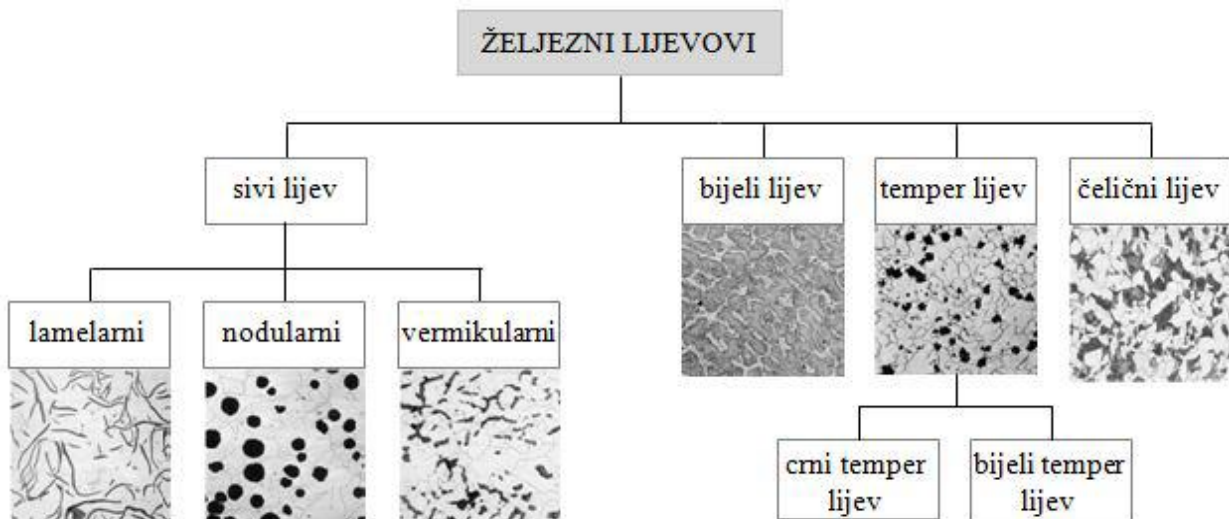 ŽELJEZNI LIJEVOVI
sivi lijev
bijeli lijev
temper lijev
čelični lijev
lamelarni
nodularni
vermikularni
crni temper
lijev
bijeli temper
lijev